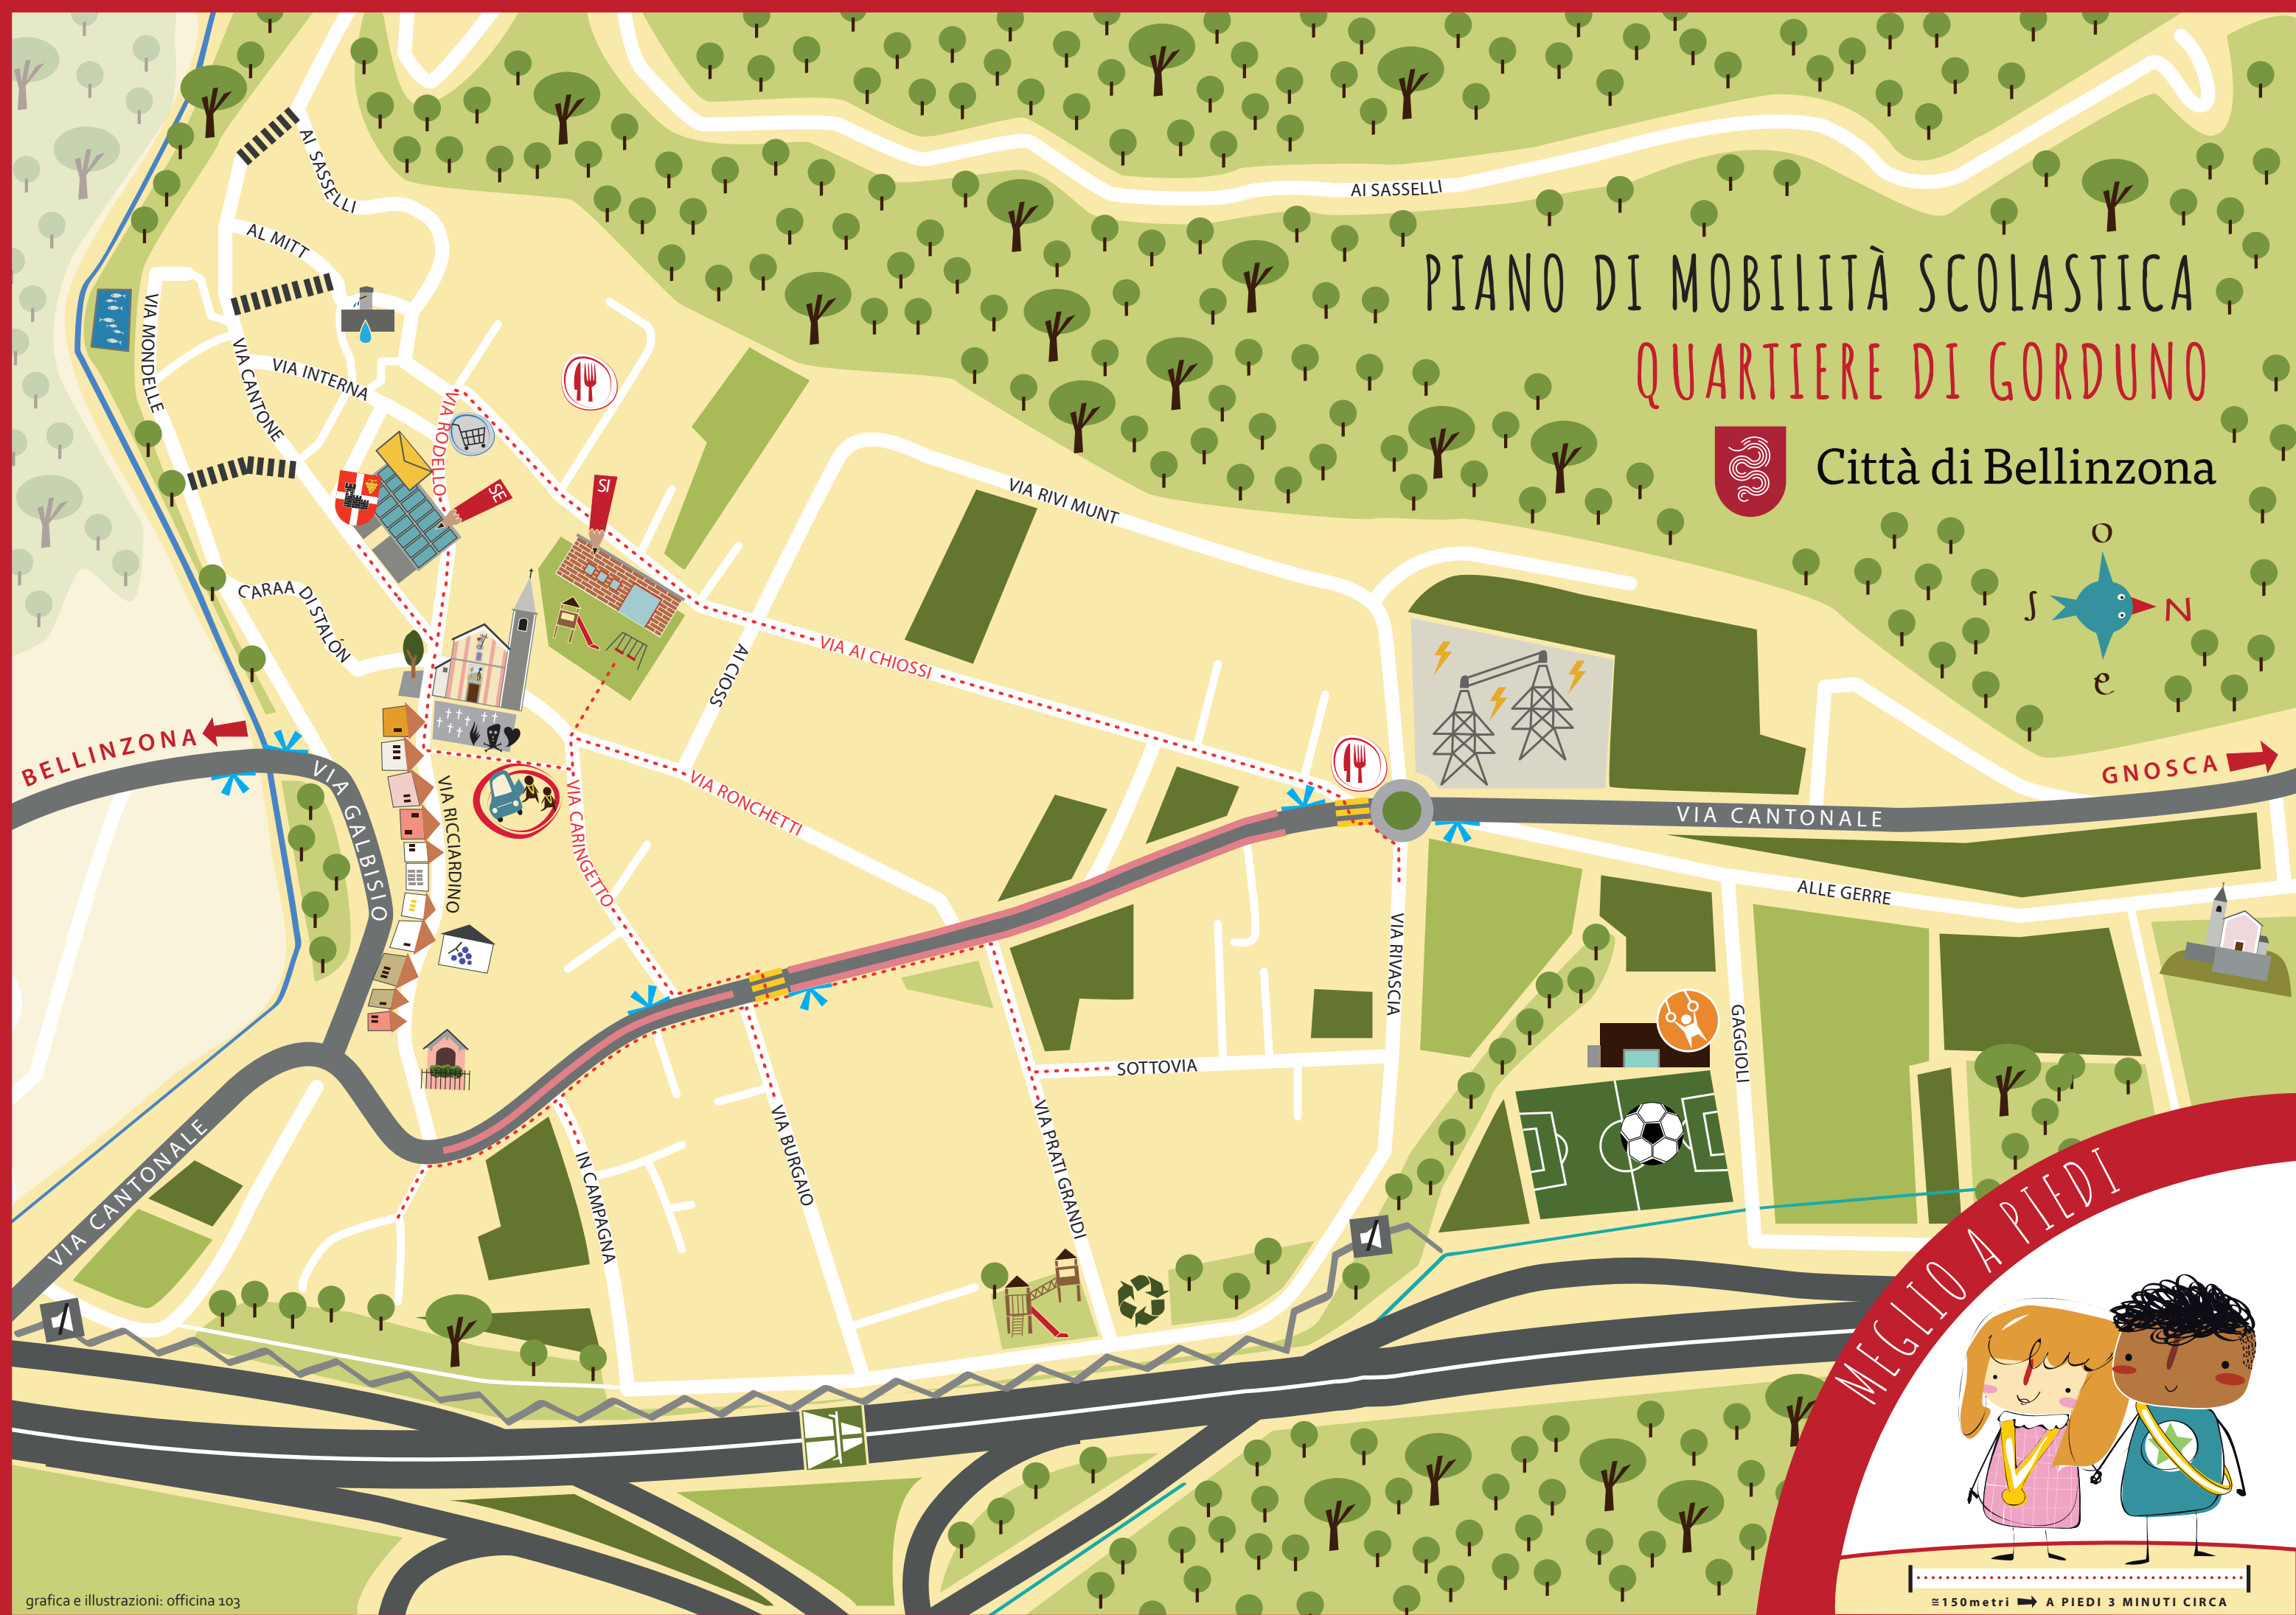 PIANO DI MOBILITÀ SCOLASTICA
QUARTIERE DI GORDUNO
Città di Bellinzona
O
S
N
e
AI SASSELLI
AI SASSELLI
AL MITT
VIA MONDELLE
VIA CANTONE
VIA INTERNA
VIA RODELLO
SE
SI
VIA RIVI MUNT
CARAA DI STALÓN
AI CIOSS
VIA AI CHIOSSI
BELLINZONA
VIA GALBISIO
VIA RICCIARDINO
VIA CARINGETTO
VIA RONCHETTI
GNOSCA
VIA CANTONALE
ALLE GERRE
VIA RIVASCIA
GAGGIOLI
SOTTOVIA
VIA CANTONALE
IN CAMPAGNA
VIA BURGAIO
VIA PRATI GRANDI
MEGLIO A PIEDI
≅150metri A PIEDI 3 MINUTI CIRCA
grafica e illustrazioni: officina 103